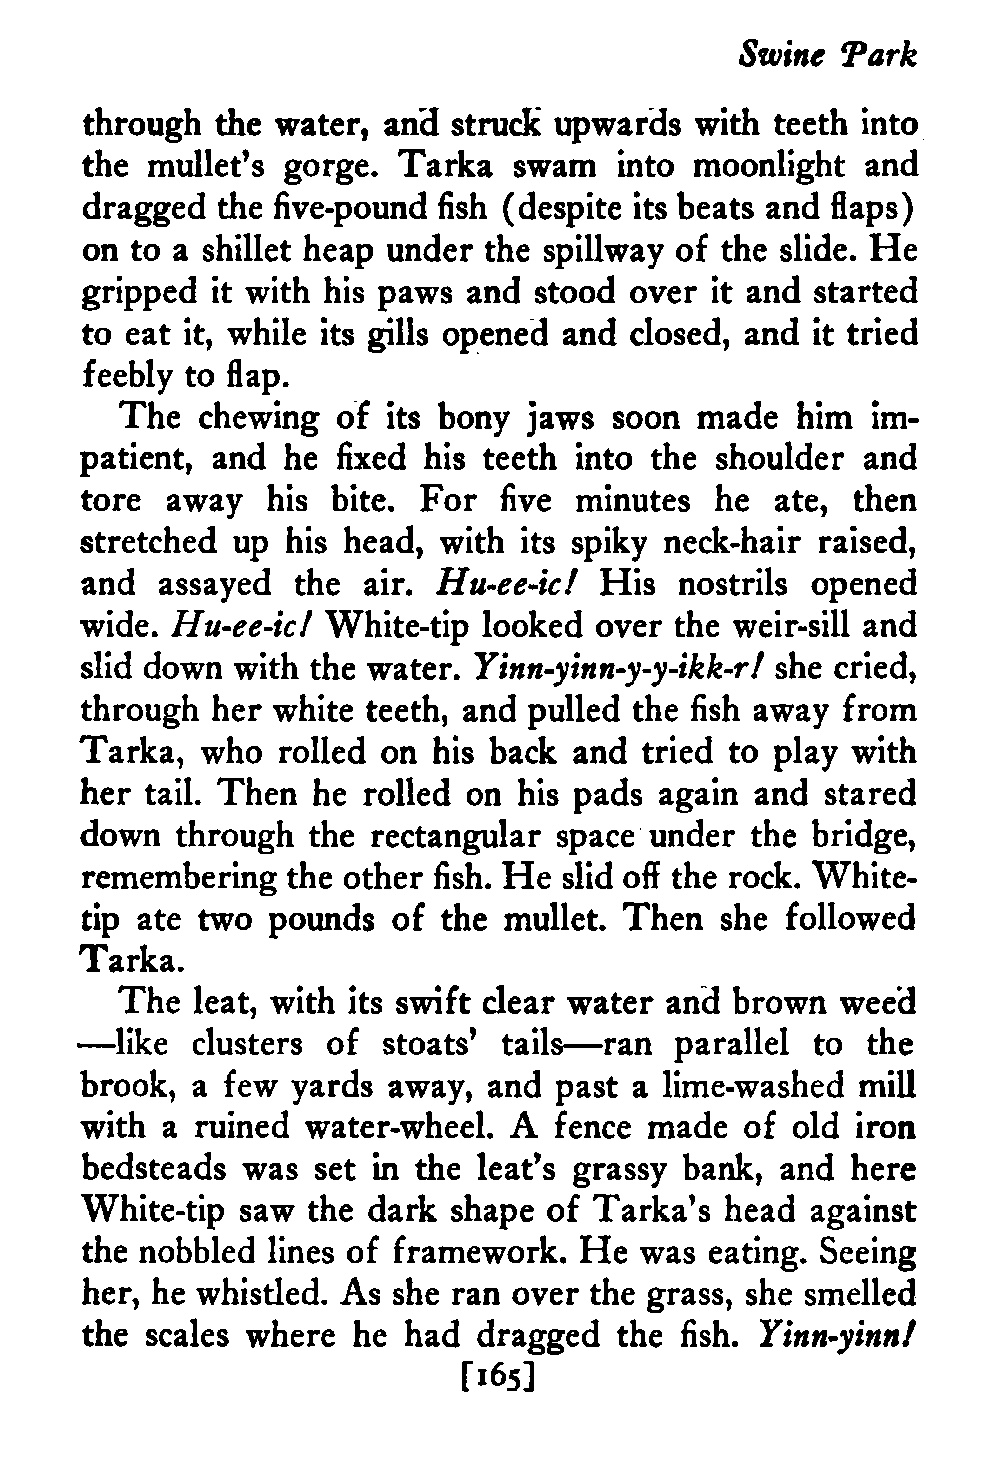 Swine Park
through the water, and struck upwards with teeth into
the mullet's gorge. Tarka swam into moonlight and
dragged the five-pound fish (despite its beats and flaps)
on to a shillet heap under the spillway of the slide. He
gripped it with his paws and stood over it and started
to eat it, while its gills opened and closed, and it tried
feebly to flap.
The chewing of its bony jaws soon made him im-
patient, and he fixed his teeth into the shoulder and
tore away his bite. For five minutes he ate, then
stretched up his head, with its spiky neck-hair raised,
and assayed the air. Hu-ee-ic! His nostrils opened
wide. Hu-ee-ic! White-tip looked over the weir-sill and
slid down with the water. Yinn-yinn-y-y-ikk-r! she cried,
through her white teeth, and pulled the fish away from
Tarka, who rolled on his back and tried to play with
her tail. Then he rolled on his pads again and stared
down through the rectangular space under the bridge,
remembering the other fish. He slid off the rock. White-
tip ate two pounds of the mullet. Then she followed
Tarka.
The leat, with its swift clear water and brown weed
—like clusters of stoats' tails—ran parallel to the
brook, a few yards away, and past a lime-washed mill
with a ruined water-wheel. A fence made of old iron
bedsteads was set in the leat's grassy bank, and here
White-tip saw the dark shape of Tarka's head against
the nobbled lines of framework. He was eating. Seeing
her, he whistled. As she ran over the grass, she smelled
the scales where he had dragged the fish. Yinn-yinn!
[165]